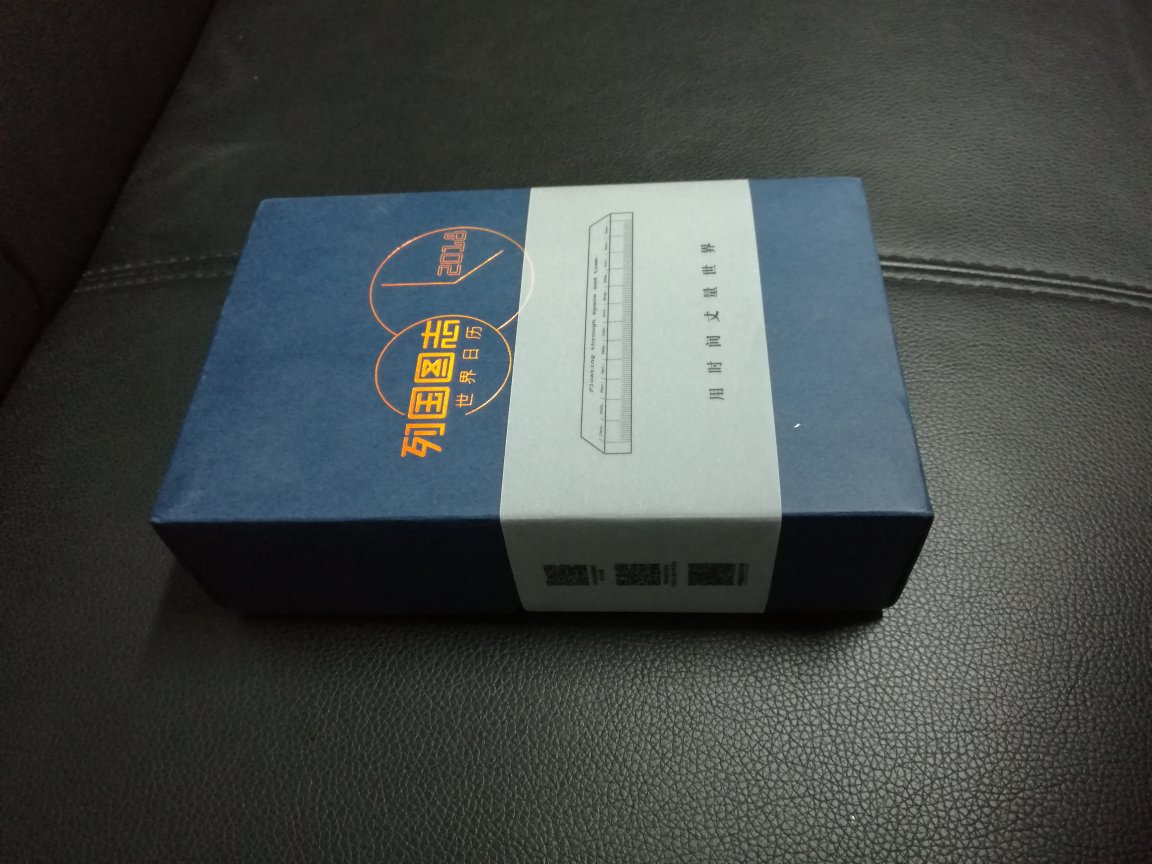 2018
列国图志
世界日历
Floating through space and time.
用时间丈量世界